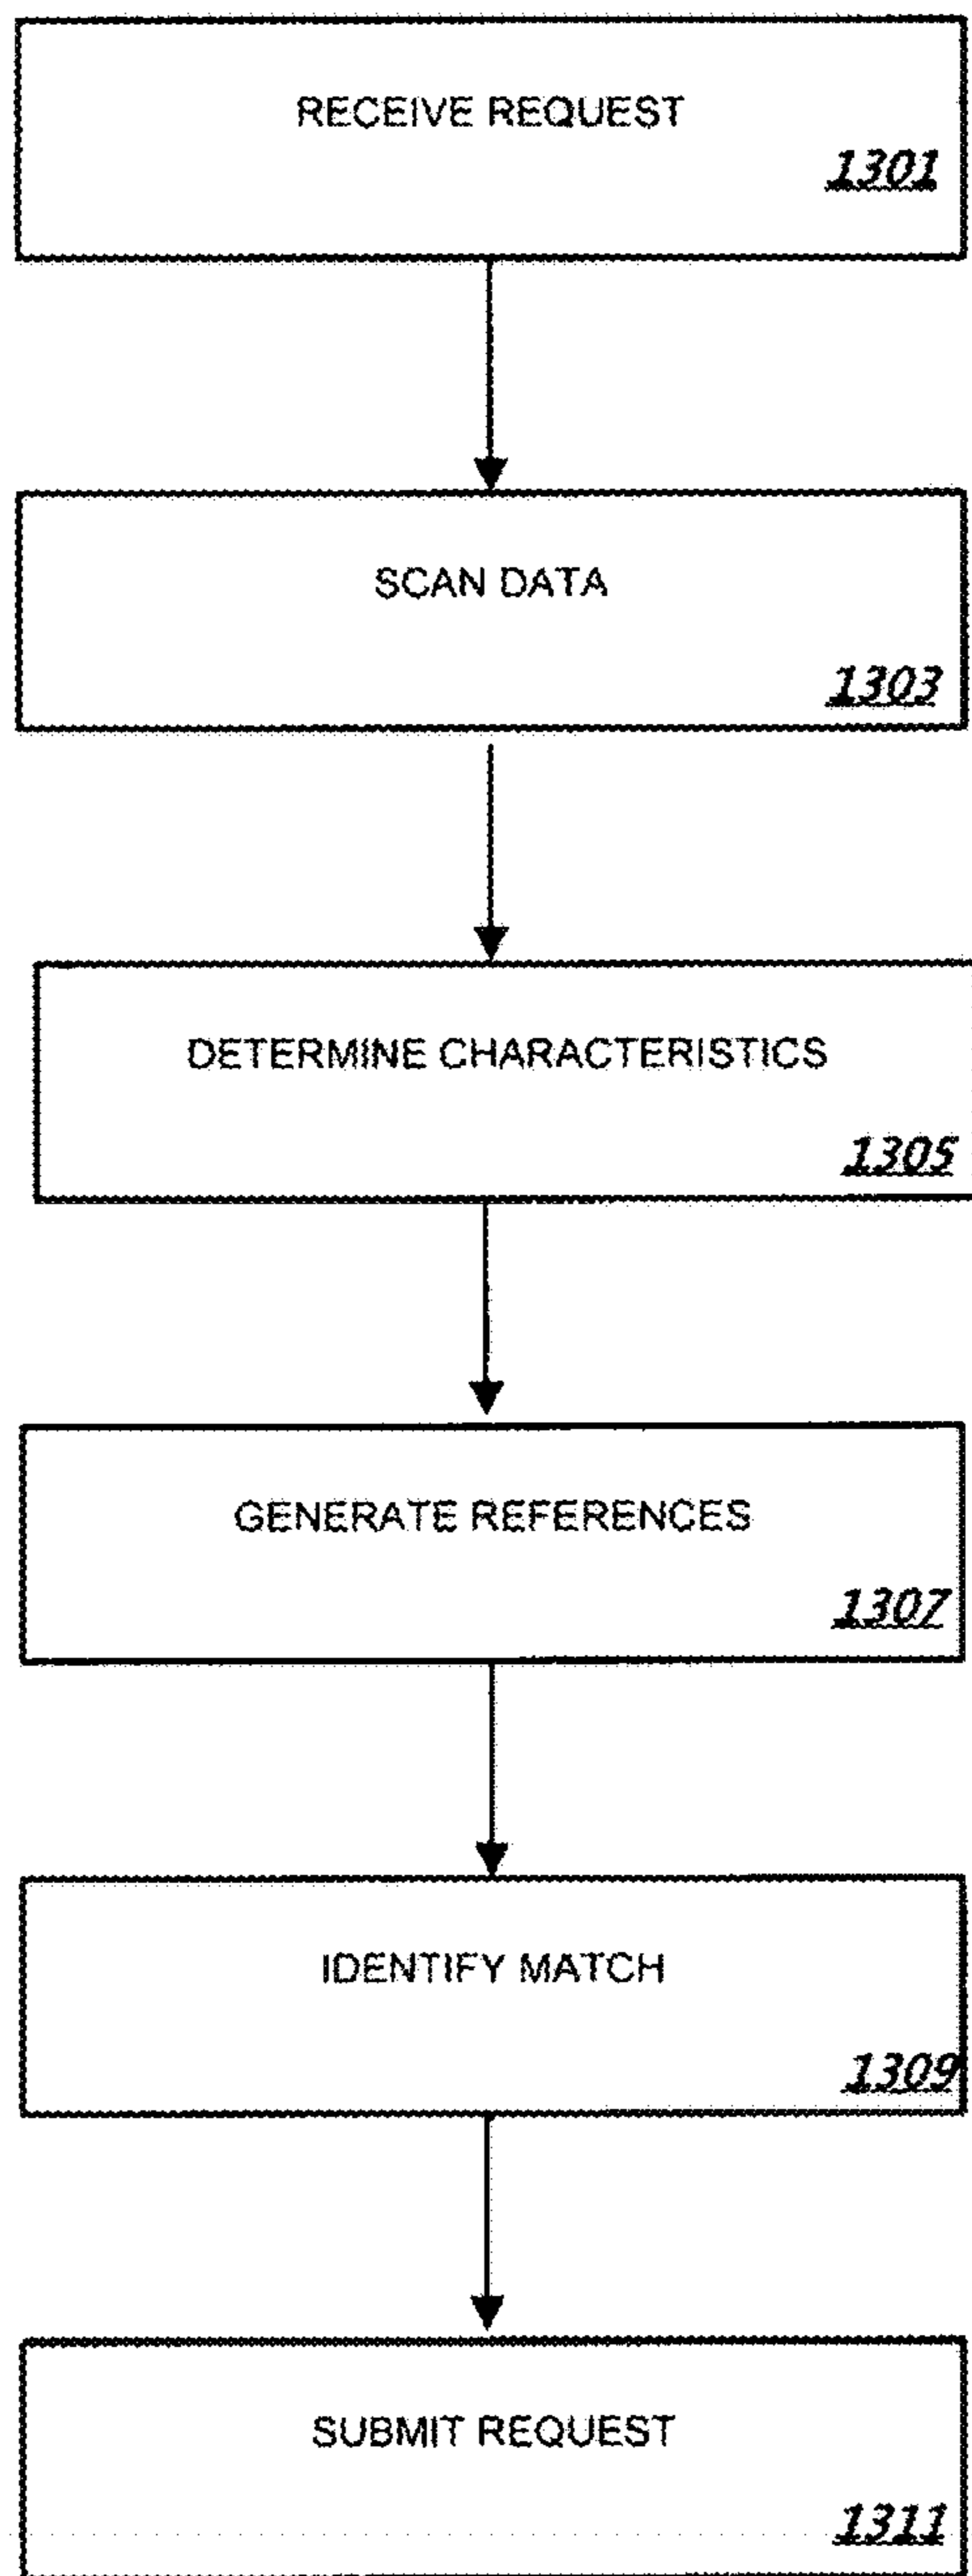 RECEIVE REQUEST
1301
SCAN DATA
1303
DETERMINE CHARACTERISTICS
1305
GENERATE REFERENCES
1307
IDENTIFY MATCH
1309
SUBMIT REQUEST
1311